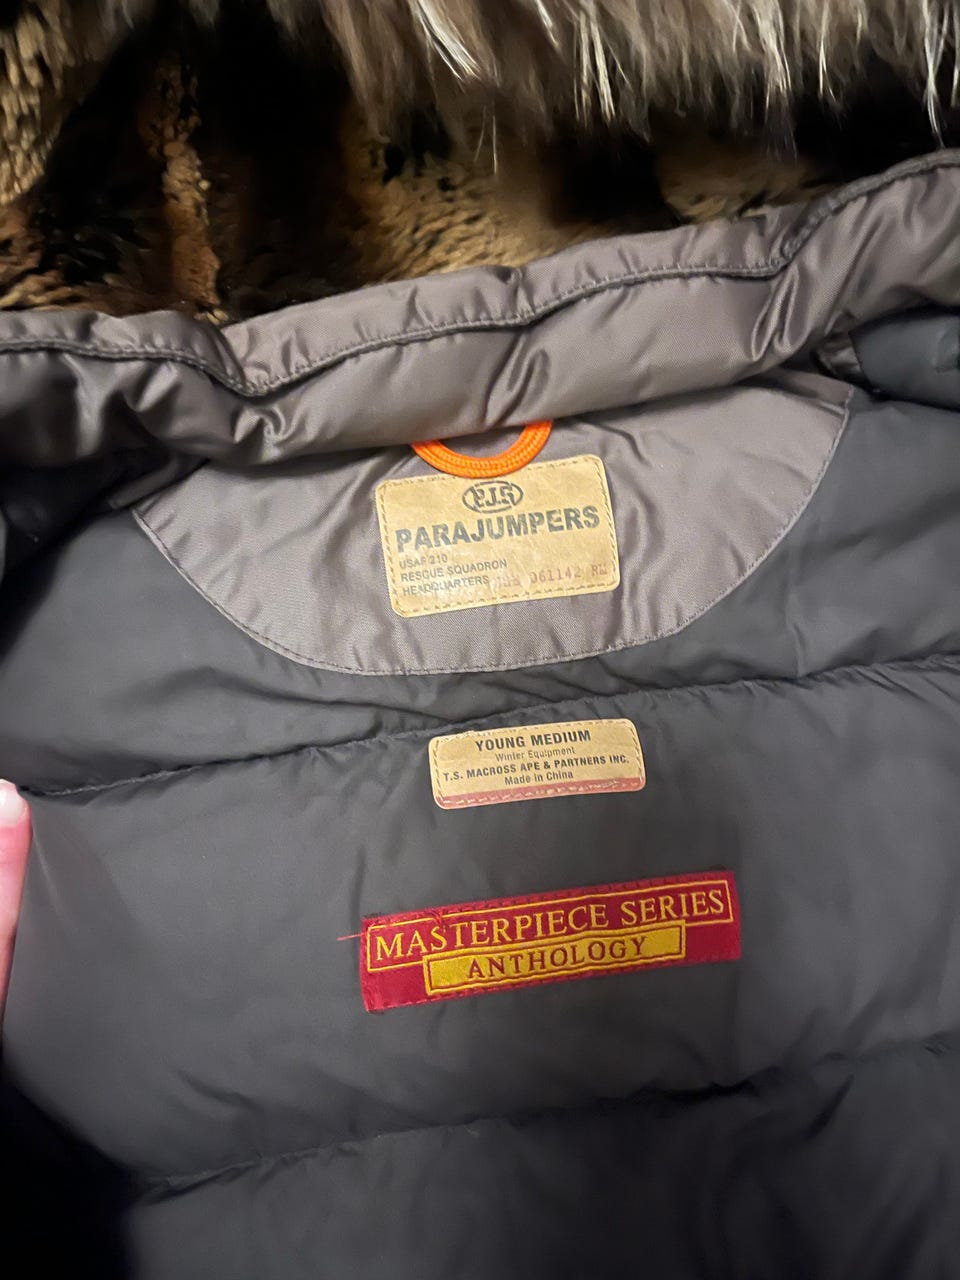 P.J.S
PARAJUMPERS
USAF 210
RESCUE SQUADRON
HEADQUARTERS 061142 RM
YOUNG MEDIUM
Winter Equipment
T.S. MACROSS APE & PARTNERS INC.
Made in China
MASTERPIECE SERIES
ANTHOLOGY